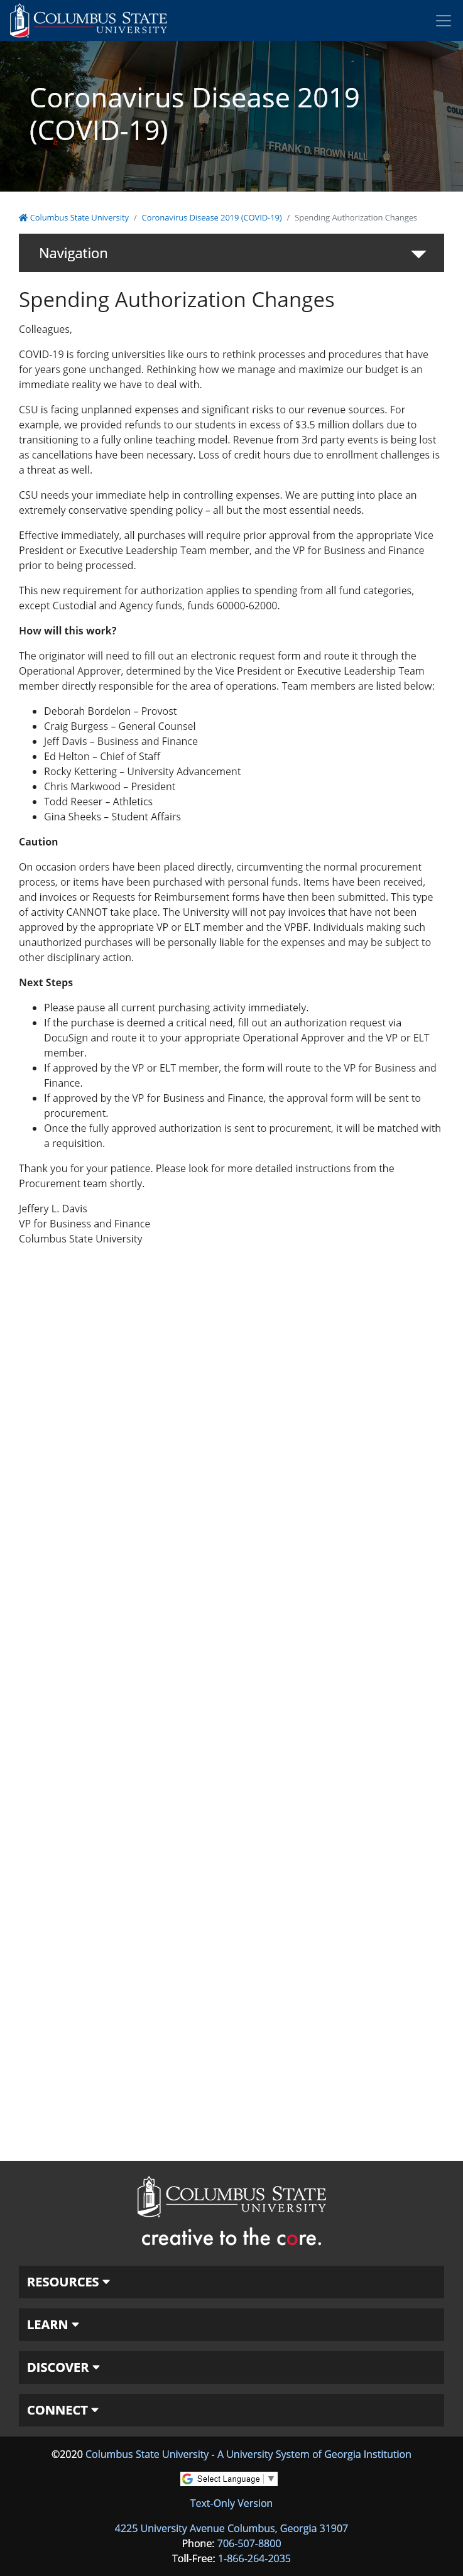 COLUMBUS STATE
UNIVERSITY
Coronavirus Disease 2019
(COVID-19)
FRANK D BROWN HALL
COLU
Columbus State University / Coronavirus Disease 2019 (COVID-19) / Spending Authorization Changes
Navigation
Spending Authorization Changes
Colleagues,
COVID-19 is forcing universities like ours to rethink processes and procedures that have
for years gone unchanged. Rethinking how we manage and maximize our budget is an
immediate reality we have to deal with.
CSU is facing unplanned expenses and significant risks to our revenue sources. For
example, we provided refunds to our students in excess of $3.5 million dollars due to
transitioning to a fully online teaching model. Revenue from 3rd party events is being lost
as cancellations have been necessary. Loss of credit hours due to enrollment challenges is
a threat as well.
CSU needs your immediate help in controlling expenses. We are putting into place an
extremely conservative spending policy – all but the most essential needs.
Effective immediately, all purchases will require prior approval from the appropriate Vice
President or Executive Leadership Team member, and the VP for Business and Finance
prior to being processed.
This new requirement for authorization applies to spending from all fund categories,
except Custodial and Agency funds, funds 60000-62000.
How will this work?
The originator will need to fill out an electronic request form and route it through the
Operational Approver, determined by the Vice President or Executive Leadership Team
member directly responsible for the area of operations. Team members are listed below:
• Deborah Bordelon – Provost
• Craig Burgess – General Counsel
• Jeff Davis – Business and Finance
• Ed Helton – Chief of Staff
• Rocky Kettering – University Advancement
• Chris Markwood – President
• Todd Reeser – Athletics
• Gina Sheeks – Student Affairs
Caution
On occasion orders have been placed directly, circumventing the normal procurement
process, or items have been purchased with personal funds. Items have been received,
and invoices or Requests for Reimbursement forms have then been submitted. This type
of activity CANNOT take place. The University will not pay invoices that have not been
approved by the appropriate VP or ELT member and the VPBF. Individuals making such
unauthorized purchases will be personally liable for the expenses and may be subject to
other disciplinary action.
Next Steps
• Please pause all current purchasing activity immediately.
• If the purchase is deemed a critical need, fill out an authorization request via
DocuSign and route it to your appropriate Operational Approver and the VP or ELT
member.
• If approved by the VP or ELT member, the form will route to the VP for Business and
Finance.
• If approved by the VP for Business and Finance, the approval form will be sent to
procurement.
• Once the fully approved authorization is sent to procurement, it will be matched with
a requisition.
Thank you for your patience. Please look for more detailed instructions from the
Procurement team shortly.
Jeffery L. Davis
VP for Business and Finance
Columbus State University
COLUMBUS STATE
UNIVERSITY
creative to the core.
RESOURCES
LEARN
DISCOVER
CONNECT
©2020 Columbus State University - A University System of Georgia Institution
Select Language ▼
Text-Only Version
4225 University Avenue Columbus, Georgia 31907
Phone: 706-507-8800
Toll-Free: 1-866-264-2035